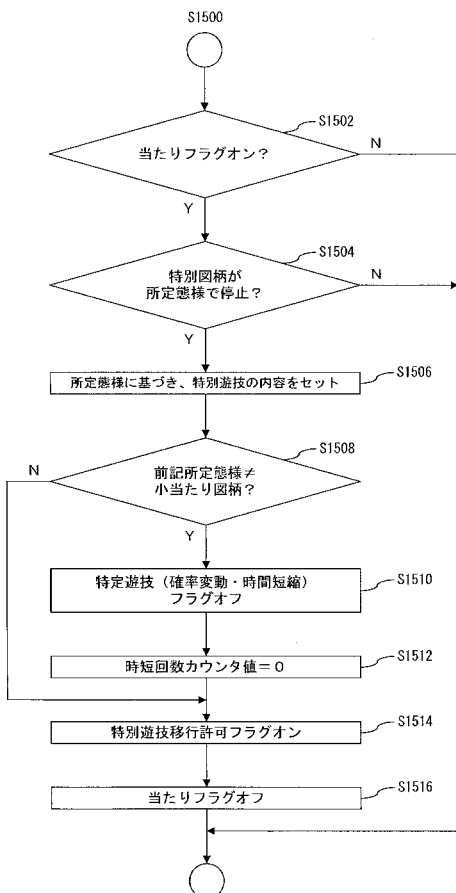 S1500
S1502
当たりフラグオン？
N
Y
S1504
特別図柄が
所定態様で停止？
N
Y
S1506
所定態様に基づき、特別遊技の内容をセット
S1508
N
前記所定態様≠
小当たり図柄？
Y
S1510
特定遊技（確率変動・時間短縮）
フラグオフ
S1512
時短回数カウンタ値＝0
S1514
特別遊技移行許可フラグオン
S1516
当たりフラグオフ